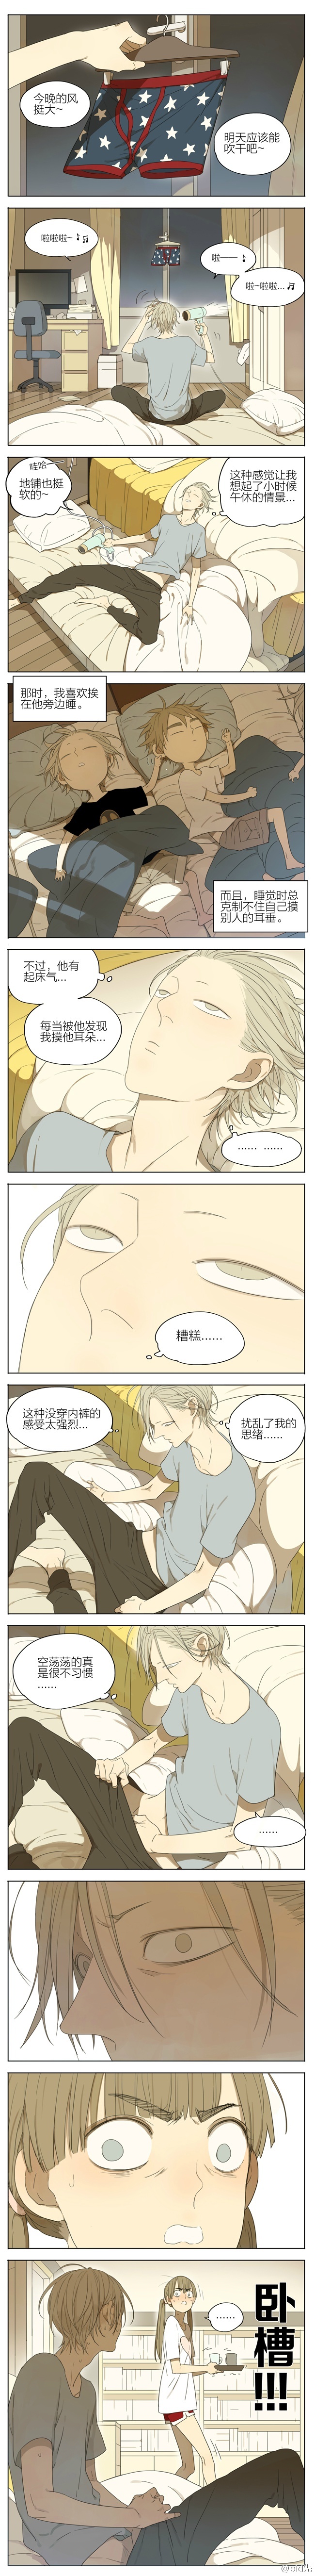 今晚的风
挺大~
明天应该能
吹干吧~
啦啦啦~
啦——
啦~啦啦...
哇哈
地铺也挺
软的~
这种感觉让我
想起了小时候
午休的情景...
那时，我喜欢挨
在他旁边睡。
而且，睡觉时总
克制不住自己摸
别人的耳垂。
不过，他有
起床气...
每当被他发现
我摸他耳朵...
…… ……
糟糕……
这种没穿内裤的
感受太强烈...
扰乱了我的
思绪……
空荡荡的真
是很不习惯
……
……
……
卧槽!!!